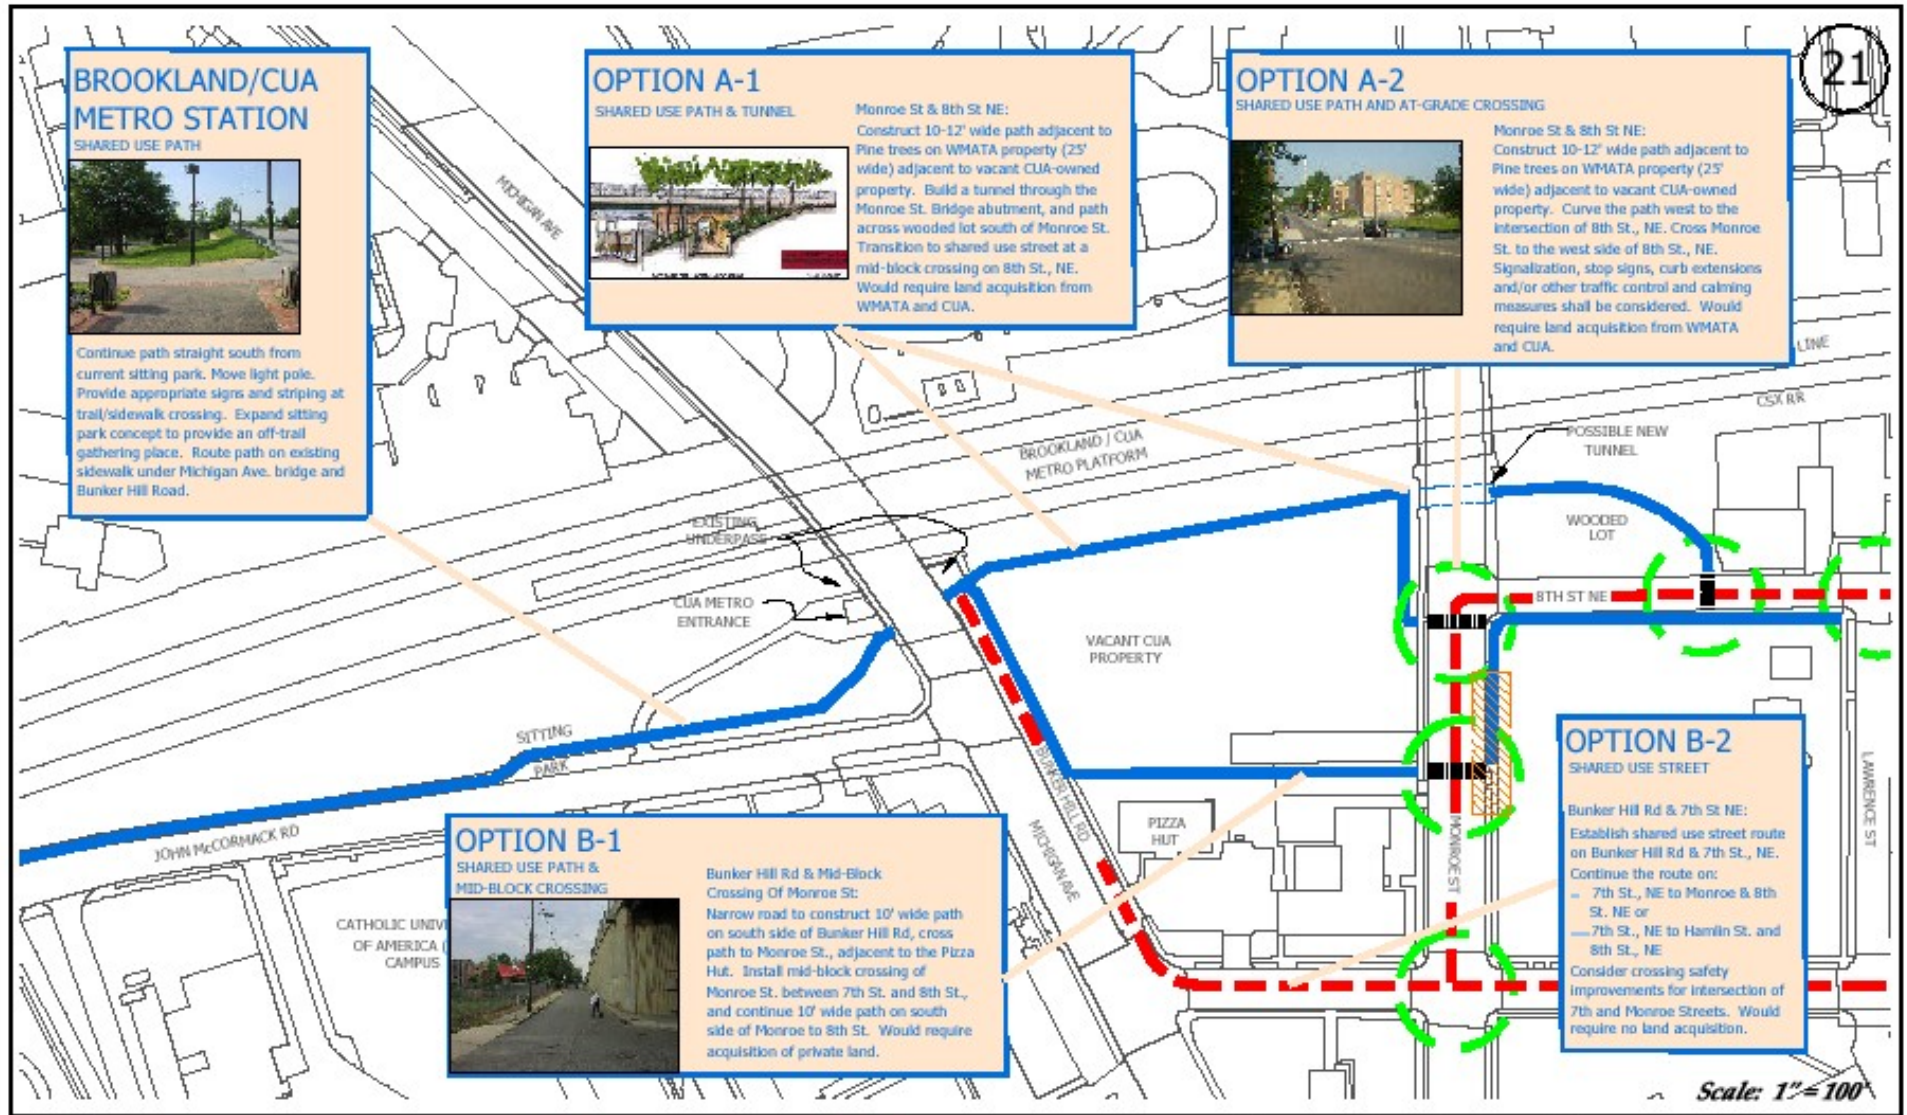 BROOKLAND/CUA
METRO STATION
SHARED USE PATH
Continue path straight south from
current sitting park. Move light pole.
Provide appropriate signs and striping at
trail/sidewalk crossing. Expand sitting
park concept to provide an off-trail
gathering place. Route path on existing
sidewalk under Michigan Ave. bridge and
Bunker Hill Road.
OPTION A-1
SHARED USE PATH & TUNNEL
Monroe St & 8th St NE:
Construct 10-12' wide path adjacent to
Pine trees on WMATA property (25'
wide) adjacent to vacant CUA-owned
property. Build a tunnel through the
Monroe St. Bridge abutment, and path
across wooded lot south of Monroe St.
Transition to shared use street at a
mid-block crossing on 8th St., NE.
Would require land acquisition from
WMATA and CUA.
OPTION A-2
SHARED USE PATH AND AT-GRADE CROSSING
Monroe St & 8th St NE:
Construct 10-12' wide path adjacent to
Pine trees on WMATA property (25'
wide) adjacent to vacant CUA-owned
property. Curve the path west to the
intersection of 8th St., NE. Cross Monroe
St. to the west side of 8th St., NE.
Signalization, stop signs, curb extensions
and/or other traffic control and calming
measures shall be considered. Would
require land acquisition from WMATA
and CUA.
21
MICHIGAN AVE
LINE
CSX RR
BROOKLAND / CUA
METRO PLATFORM
POSSIBLE NEW
TUNNEL
EXISTING
UNDERPASS
WOODED
LOT
CUA METRO
ENTRANCE
8TH ST NE
VACANT CUA
PROPERTY
SITTING
PARK
JOHN McCORMACK RD
BUNKER HILL RD
MICHIGAN AVE
PIZZA
HUT
MONROE ST
LAWRENCE ST
CATHOLIC UNIV
OF AMERICA (
CAMPUS
OPTION B-1
SHARED USE PATH &
MID-BLOCK CROSSING
Bunker Hill Rd & Mid-Block
Crossing Of Monroe St:
Narrow road to construct 10' wide path
on south side of Bunker Hill Rd, cross
path to Monroe St., adjacent to the Pizza
Hut. Install mid-block crossing of
Monroe St. between 7th St. and 8th St.,
and continue 10' wide path on south
side of Monroe to 8th St. Would require
acquisition of private land.
OPTION B-2
SHARED USE STREET
Bunker Hill Rd & 7th St NE:
Establish shared use street route
on Bunker Hill Rd & 7th St., NE.
Continue the route on:
7th St., NE to Monroe & 8th
St. NE or
7th St., NE to Hamlin St. and
8th St., NE
Consider crossing safety
improvements for intersection of
7th and Monroe Streets. Would
require no land acquisition.
Scale: 1"=100'